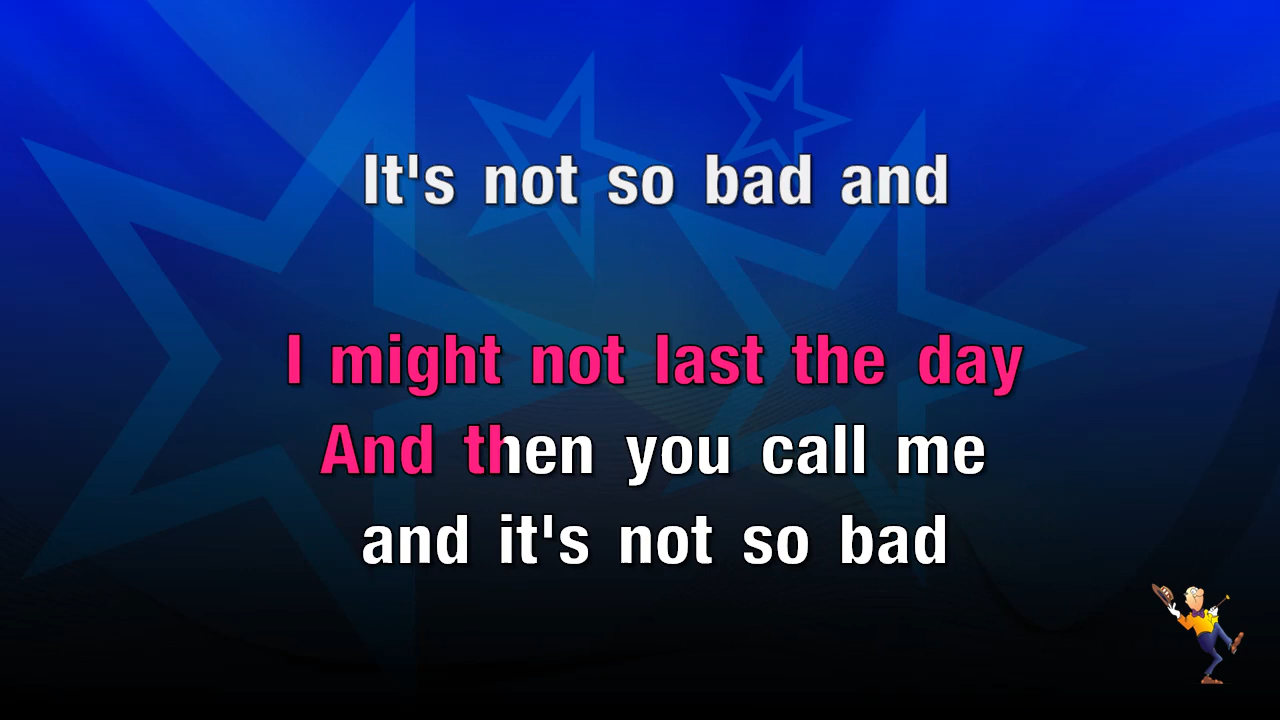 It's not so bad and
I might not last the day
And then you call me
and it's not so bad